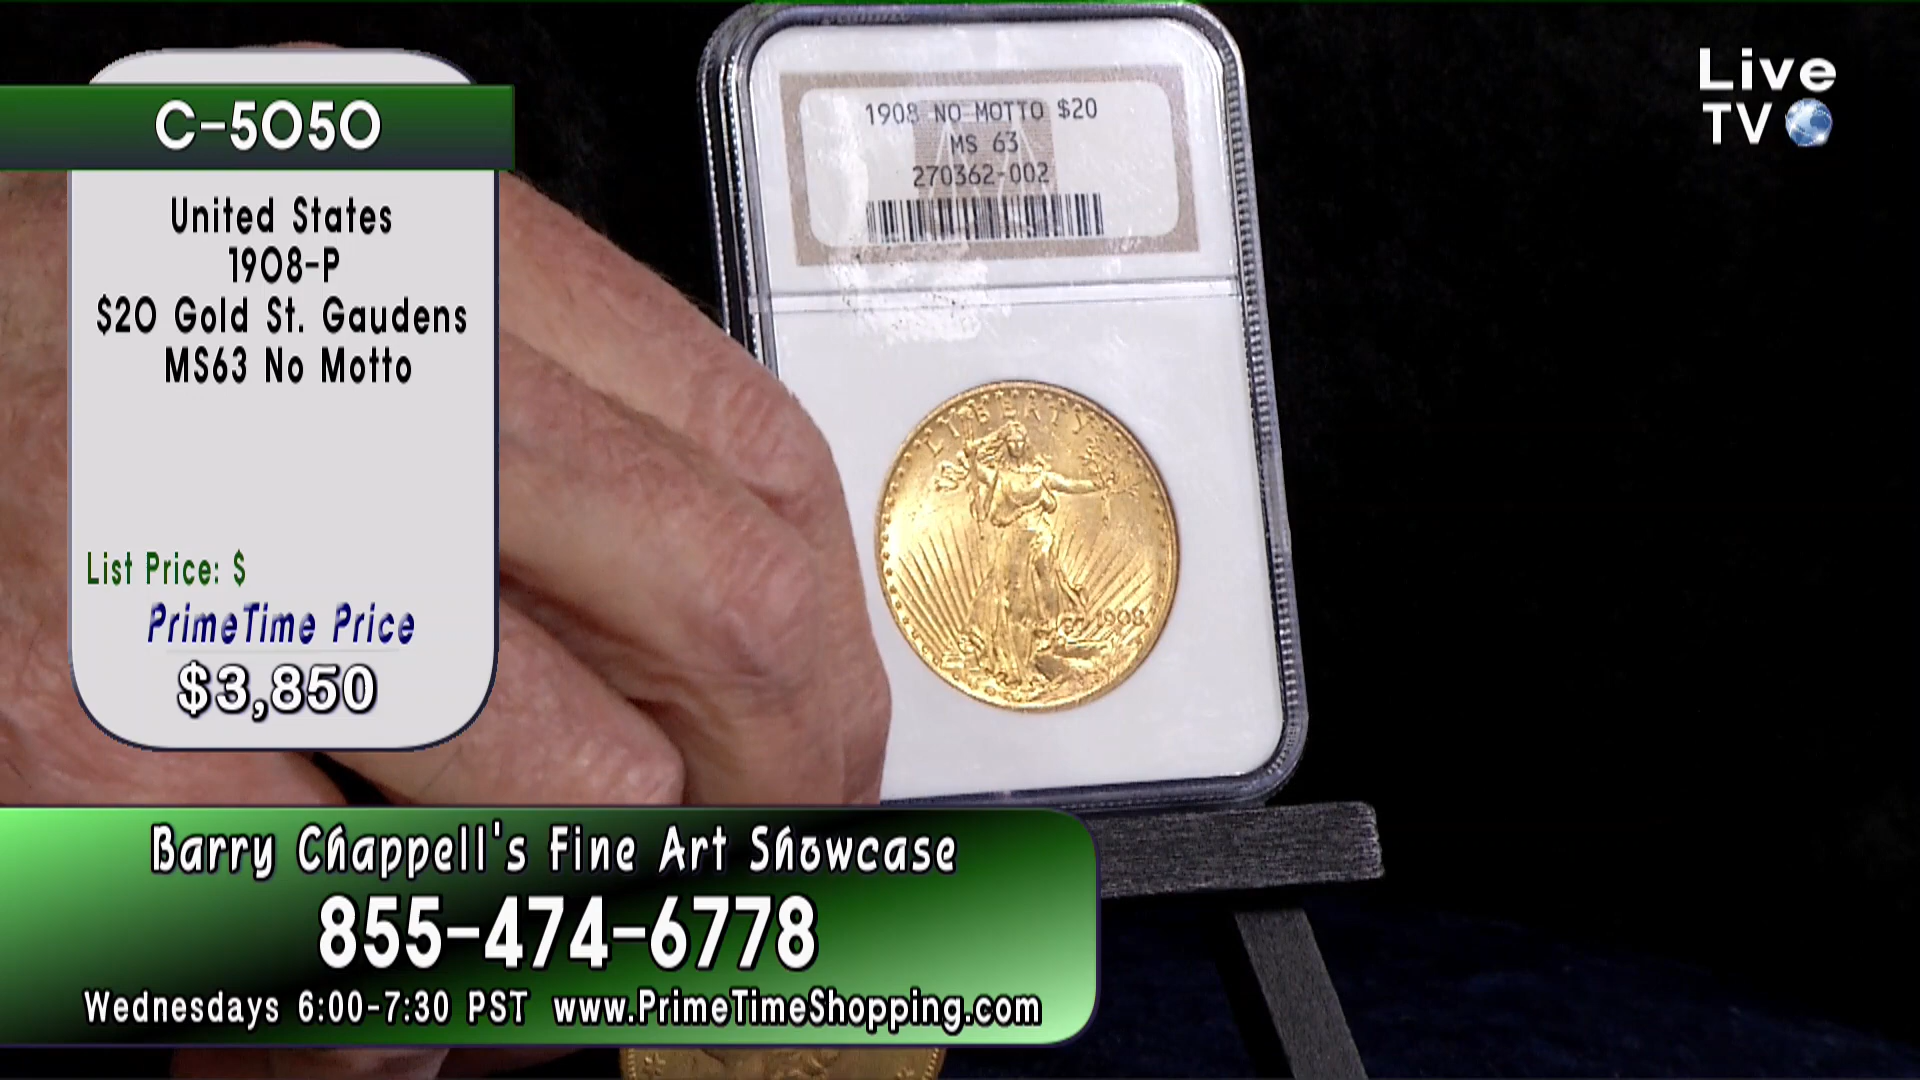 C-5050
United States
1908-P
$20 Gold St. Gaudens
MS63 No Motto
List Price: $
PrimeTime Price
$3,850
1908 NO MOTTO $20
MS 63
270362-002
LIBERTY
1908
Live
TV
Barry Chappell's Fine Art Showcase
855-474-6778
Wednesdays 6:00-7:30 PST www.PrimeTimeShopping.com